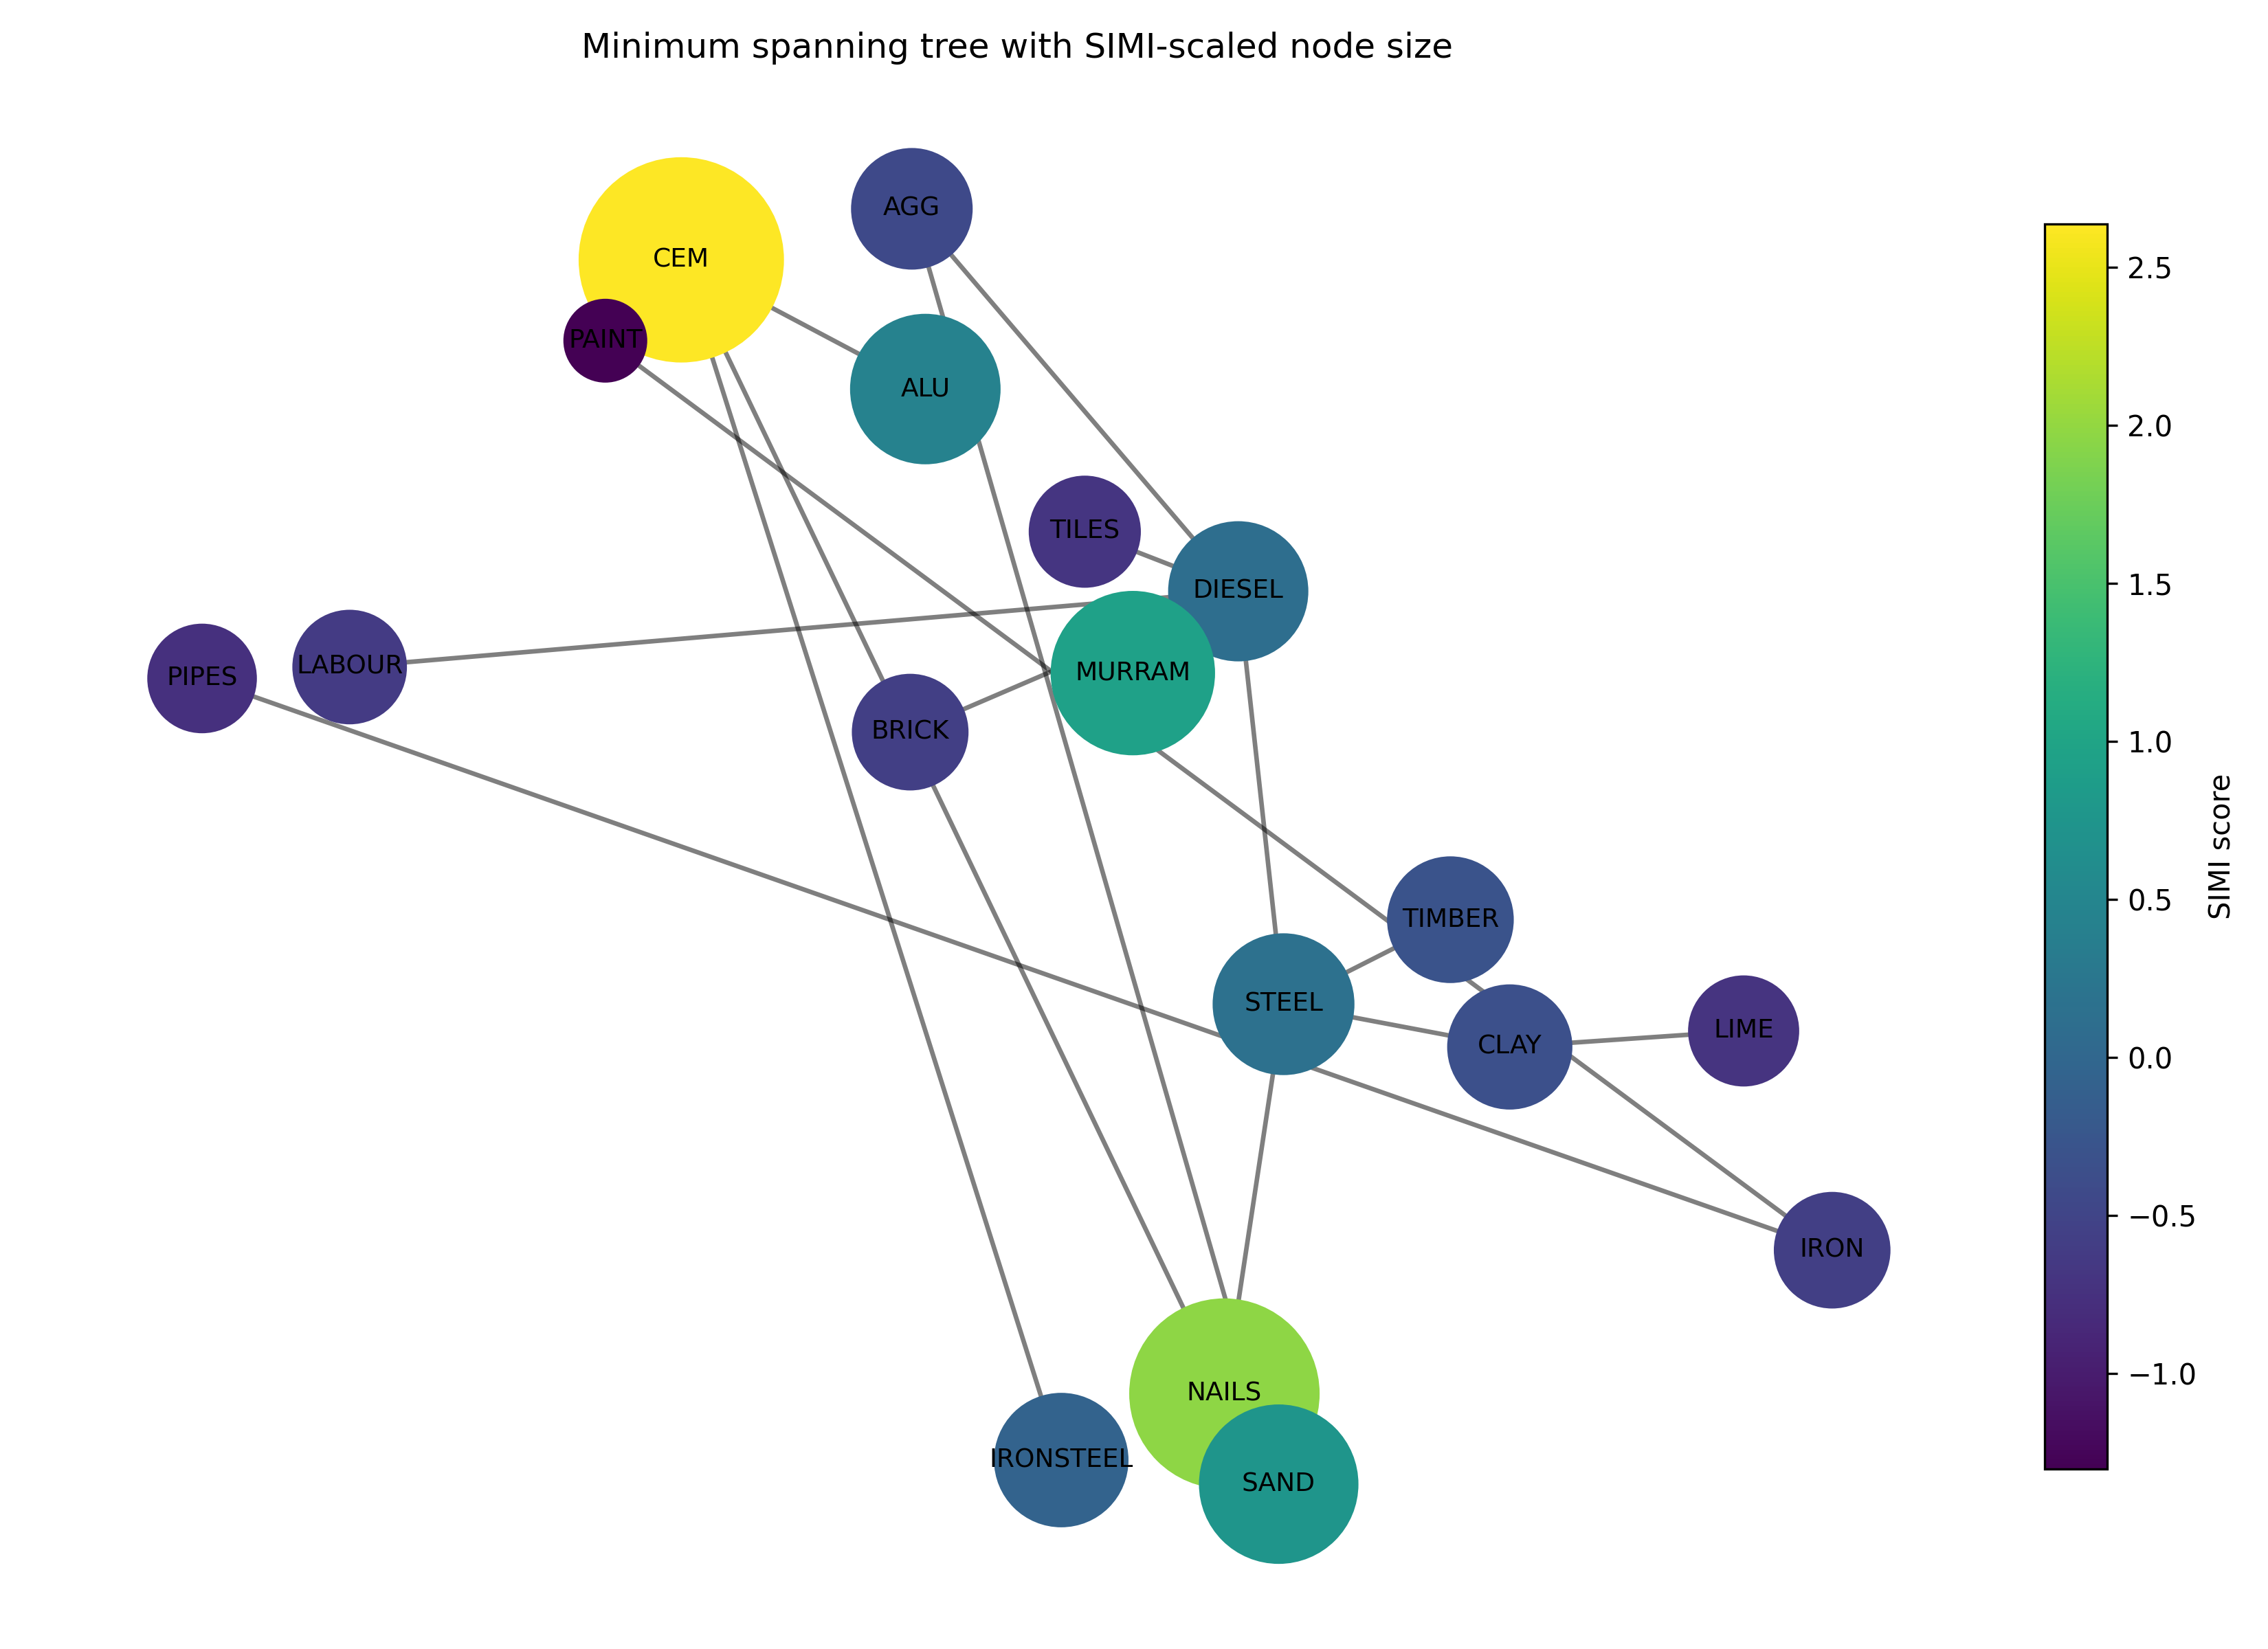 Minimum spanning tree with SIMI-scaled node size
AGG
CEM
PAINT
ALU
TILES
DIESEL
LABOUR
MURRAM
PIPES
BRICK
TIMBER
STEEL
LIME
CLAY
IRON
NAILS
IRONSTEEL
SAND
2.5
2.0
1.5
1.0
0.5
0.0
−0.5
−1.0
SIMI score